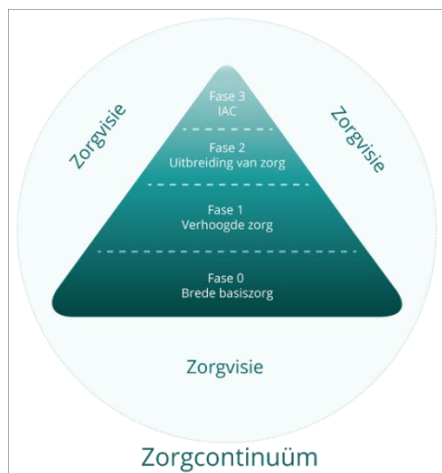 Zorgvisie
Zorgvisie
Fase 3
IAC
Fase 2
Uitbreiding van zorg
Fase 1
Verhoogde zorg
Fase 0
Brede basiszorg
Zorgvisie
Zorgcontinuüm